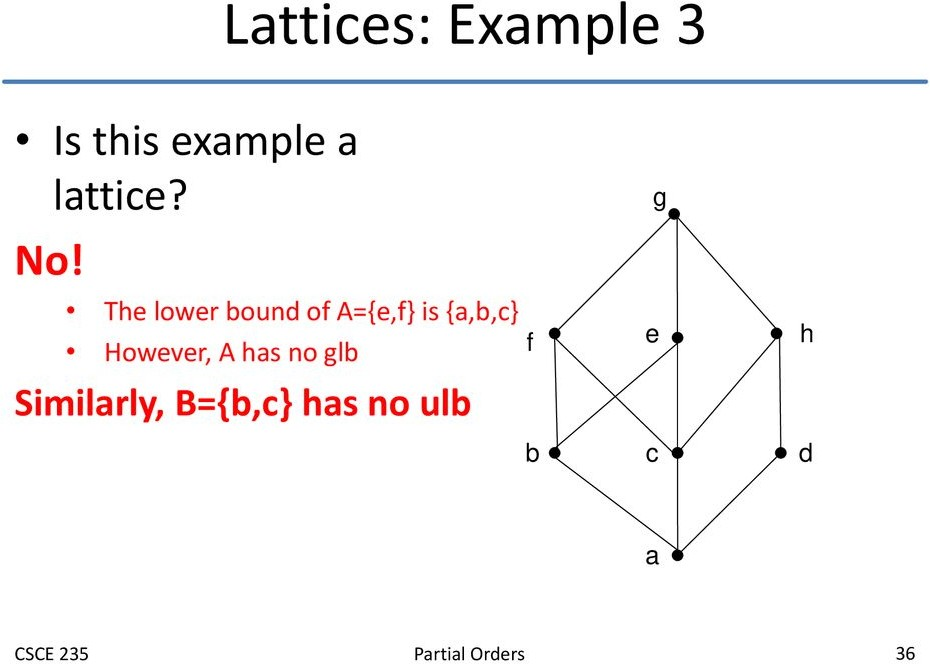 Lattices: Example 3
• Is this example a
lattice?
No!
• The lower bound of A={e,f} is {a,b,c}
• However, A has no glb
Similarly, B={b,c} has no ulb
g
f
e
h
b
c
d
a
CSCE 235
Partial Orders
36